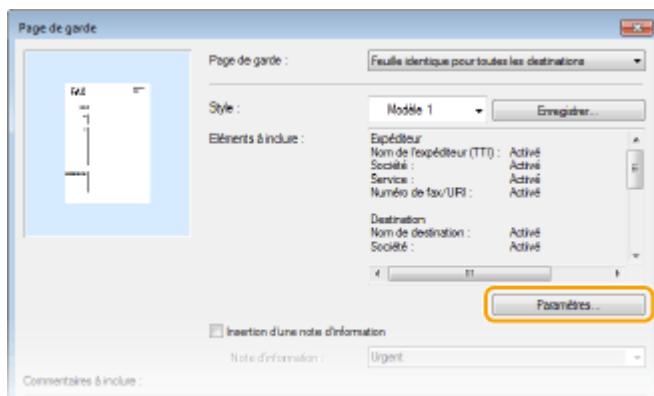 Page de garde
Page de garde :
Feuille identique pour toutes les destinations
FAX
Style :
Modèle 1
Enregistrer...
Eléments à inclure :
Expéditeur
Nom de l'expéditeur (TTI) : Activé
Société : Activé
Service : Activé
Numéro de fax/URI : Activé
Destination
Nom de destination : Activé
Société : Activé
Paramètres...
Insertion d'une note d'information
Note d'information :
Urgent
Commentaires à inclure :